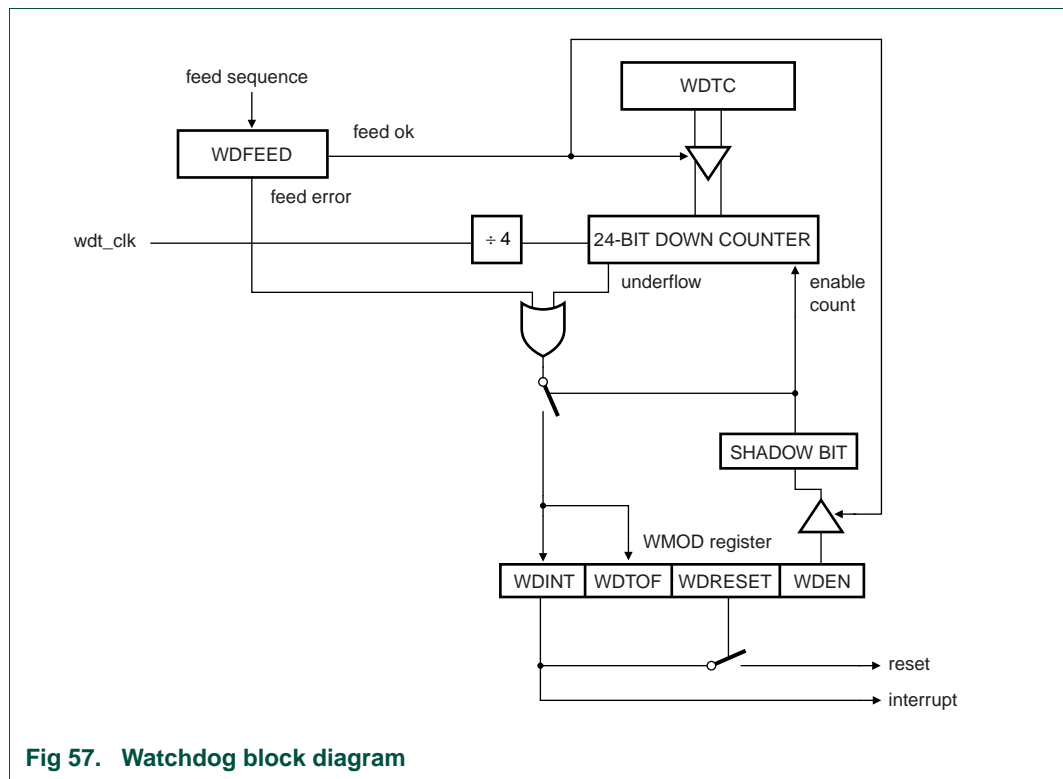 feed sequence
WDTC
feed ok
WDFEED
feed error
wdt_clk
÷ 4
24-BIT DOWN COUNTER
underflow
enable
count
SHADOW BIT
WMOD register
WDINT
WDTOF
WDRESET
WDEN
reset
interrupt
Fig 57. Watchdog block diagram